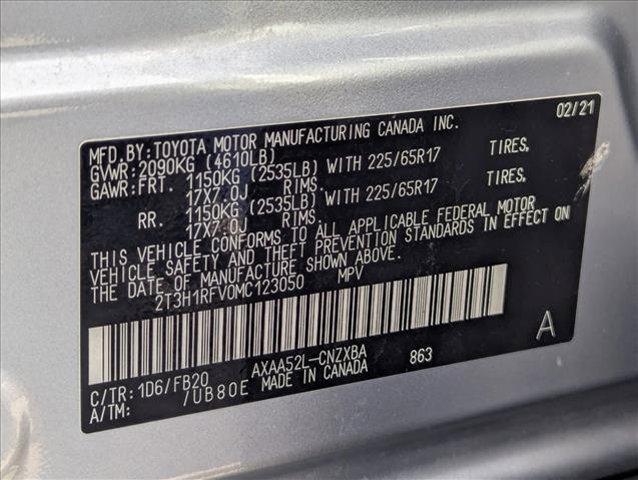 02/21
MFD.BY:TOYOTA MOTOR MANUFACTURING CANADA INC.
GVWR:2090KG (4610LB)
GAWR:FRT. 1150KG (2535LB) WITH 225/65R17 TIRES.
17X7.0J RIMS.
RR. 1150KG (2535LB) WITH 225/65R17 TIRES.
17X7.0J RIMS.
THIS VEHICLE CONFORMS TO ALL APPLICABLE FEDERAL MOTOR
VEHICLE SAFETY AND THEFT PREVENTION STANDARDS IN EFFECT ON
THE DATE OF MANUFACTURE SHOWN ABOVE.
2T3H1RFV0MC123050 MPV
A
AXAA52L-CNZXBA 863
C/TR:1D6/FB20 MADE IN CANADA
A/TM: /UB80E